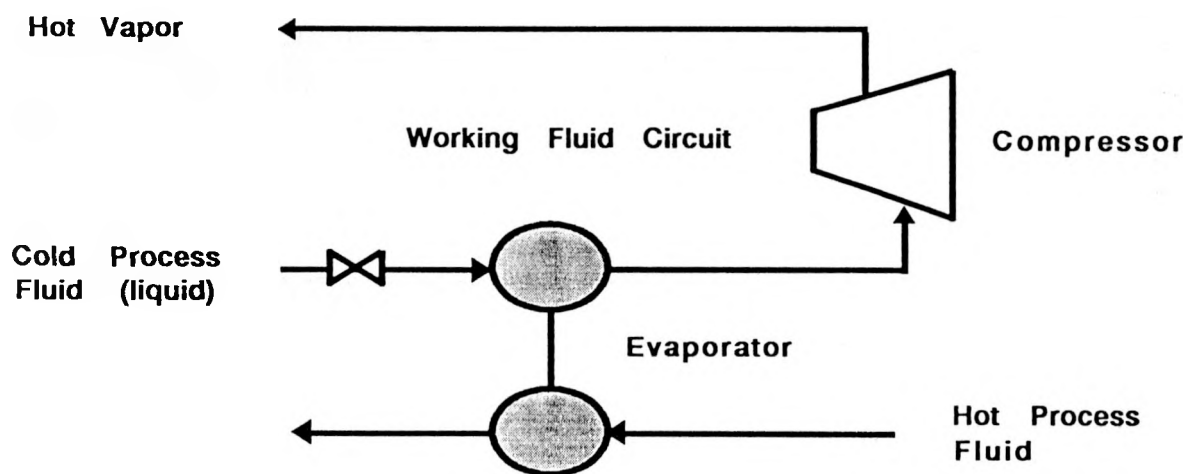 Hot Vapor
Working Fluid Circuit
Compressor
Cold Process
Fluid (liquid)
Evaporator
Hot Process
Fluid